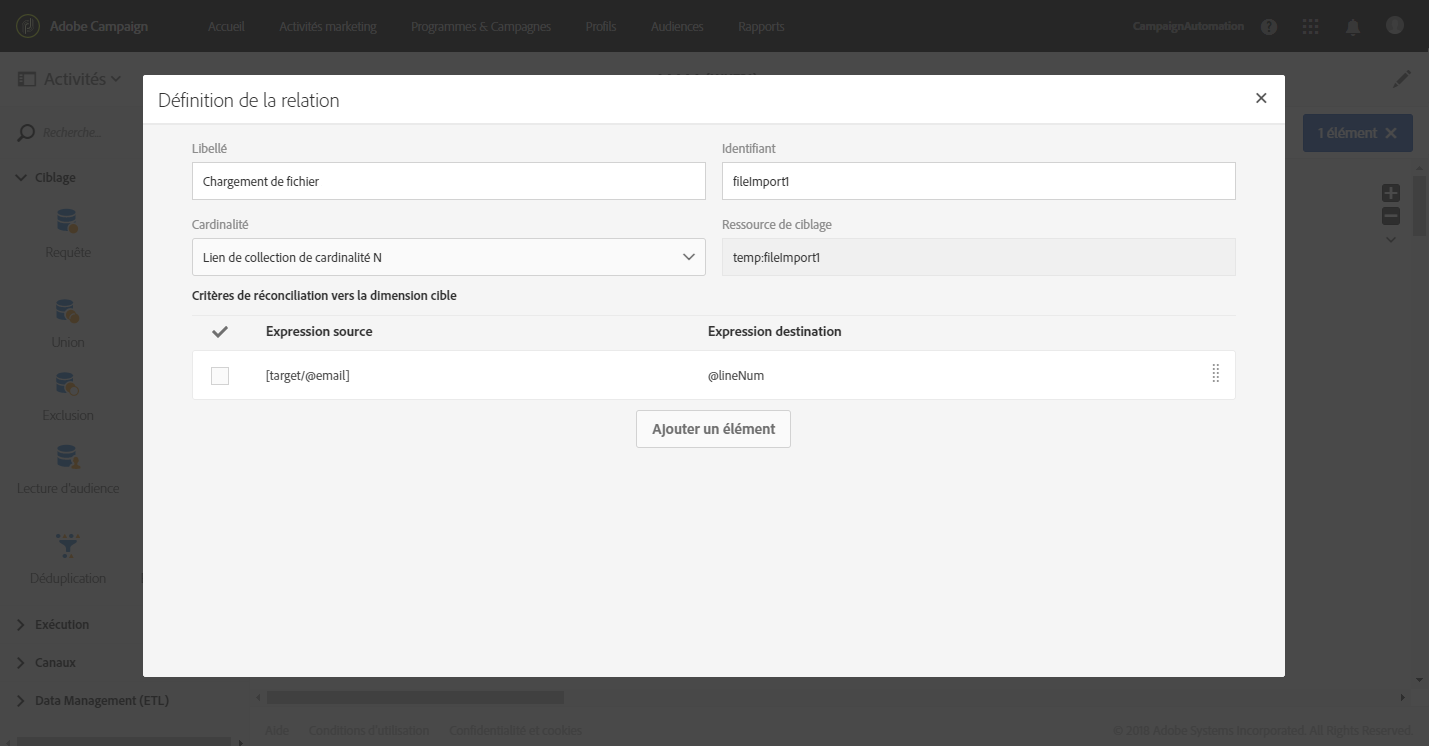 Adobe Campaign
Accueil
Activités marketing
Programmes & Campagnes
Profils
Audiences
Rapports
CampaignAutomation
Activités
Définition de la relation
Recherche...
1 élément
Libellé
Identifiant
Chargement de fichier
fileImport1
Ciblage
Cardinalité
Ressource de ciblage
Lien de collection de cardinalité N
temp:fileImport1
Requête
Critères de réconciliation vers la dimension cible
Expression source
Expression destination
Union
[target/@email]
@lineNum
Exclusion
Ajouter un élément
Lecture d'audience
Déduplication
Exécution
Canaux
Data Management (ETL)
Aide
Conditions d'utilisation
Confidentialité et cookies
© 2018 Adobe Systems Incorporated. All Rights Reserved.